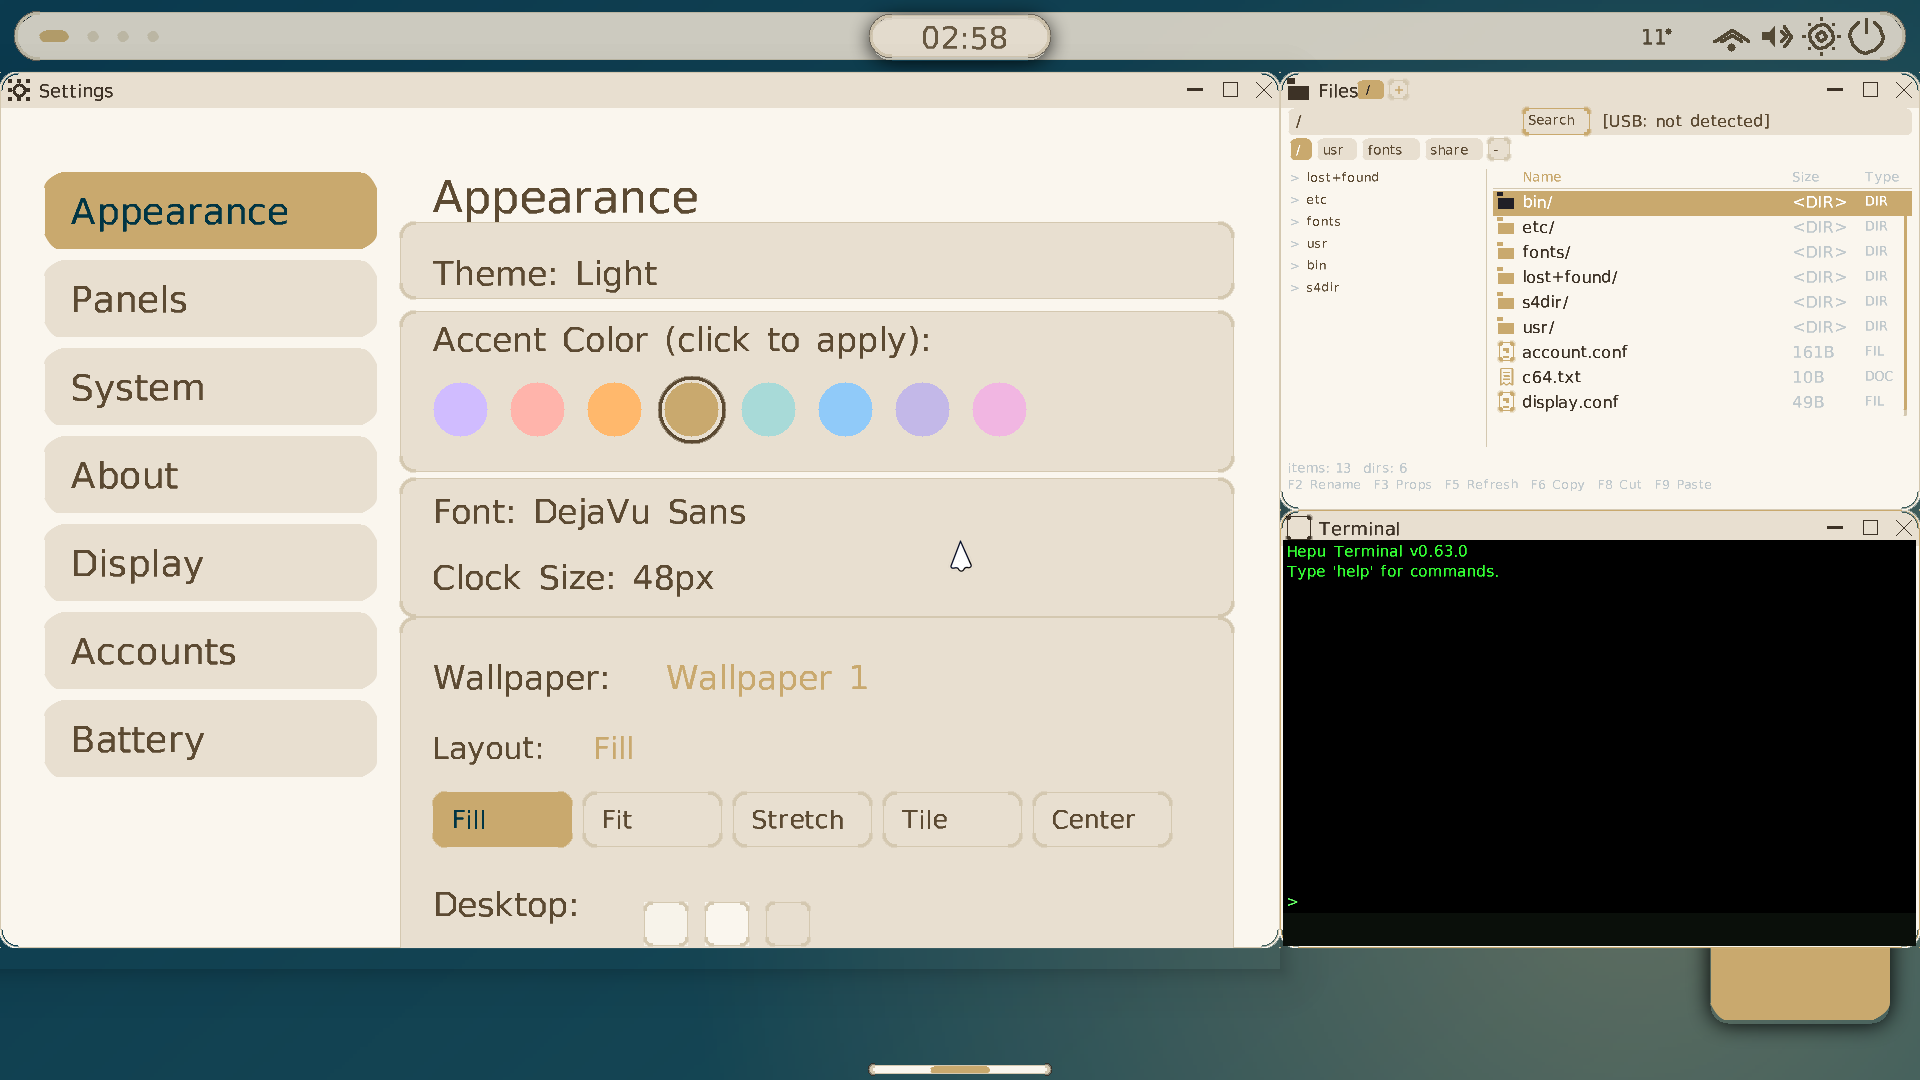 02:58
11°
Settings
Appearance
Panels
System
About
Display
Accounts
Battery
Appearance
Theme: Light
Accent Color (click to apply):
Font: DejaVu Sans
Clock Size: 48px
Wallpaper: Wallpaper 1
Layout: Fill
Fill Fit Stretch Tile Center
Desktop:
Files / +
/ Search [USB: not detected]
/ usr fonts share -
> lost+found
> etc
> fonts
> usr
> bin
> s4dir
Name Size Type
bin/ <DIR> DIR
etc/ <DIR> DIR
fonts/ <DIR> DIR
lost+found/ <DIR> DIR
s4dir/ <DIR> DIR
usr/ <DIR> DIR
account.conf 161B FIL
c64.txt 10B DOC
display.conf 49B FIL
items: 13 dirs: 6
F2 Rename F3 Props F5 Refresh F6 Copy F8 Cut F9 Paste
Terminal
Hepu Terminal v0.63.0
Type 'help' for commands.
>